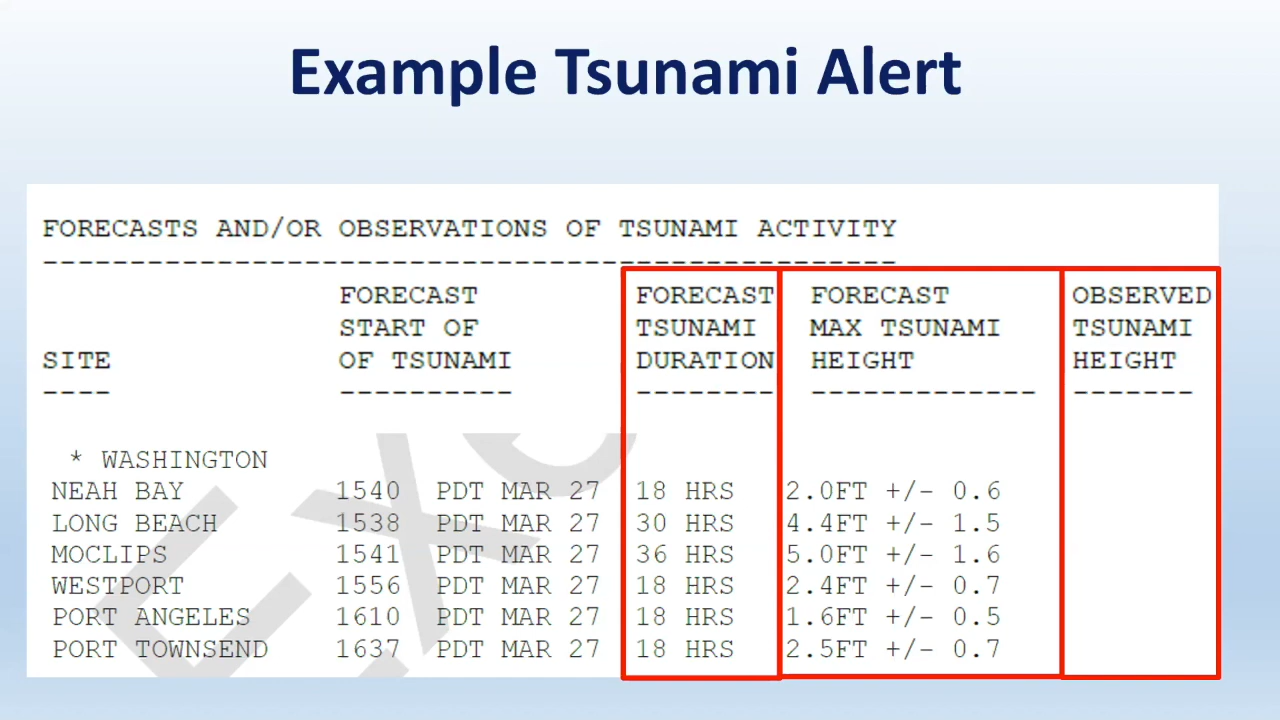 Example Tsunami Alert
FORECASTS AND/OR OBSERVATIONS OF TSUNAMI ACTIVITY
-------------------------------------------------
FORECAST FORECAST FORECAST OBSERVED
START OF TSUNAMI MAX TSUNAMI TSUNAMI
SITE OF TSUNAMI DURATION HEIGHT HEIGHT
---- ---------- -------- ------------- -------
* WASHINGTON
NEAH BAY 1540 PDT MAR 27 18 HRS 2.0FT +/- 0.6
LONG BEACH 1538 PDT MAR 27 30 HRS 4.4FT +/- 1.5
MOCLIPS 1541 PDT MAR 27 36 HRS 5.0FT +/- 1.6
WESTPORT 1556 PDT MAR 27 18 HRS 2.4FT +/- 0.7
PORT ANGELES 1610 PDT MAR 27 18 HRS 1.6FT +/- 0.5
PORT TOWNSEND 1637 PDT MAR 27 18 HRS 2.5FT +/- 0.7